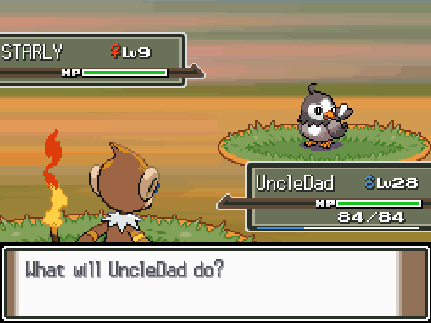 STARLY ♀Lv9
HP
UncleDad ♂Lv28
HP
84/84
What will UncleDad do?